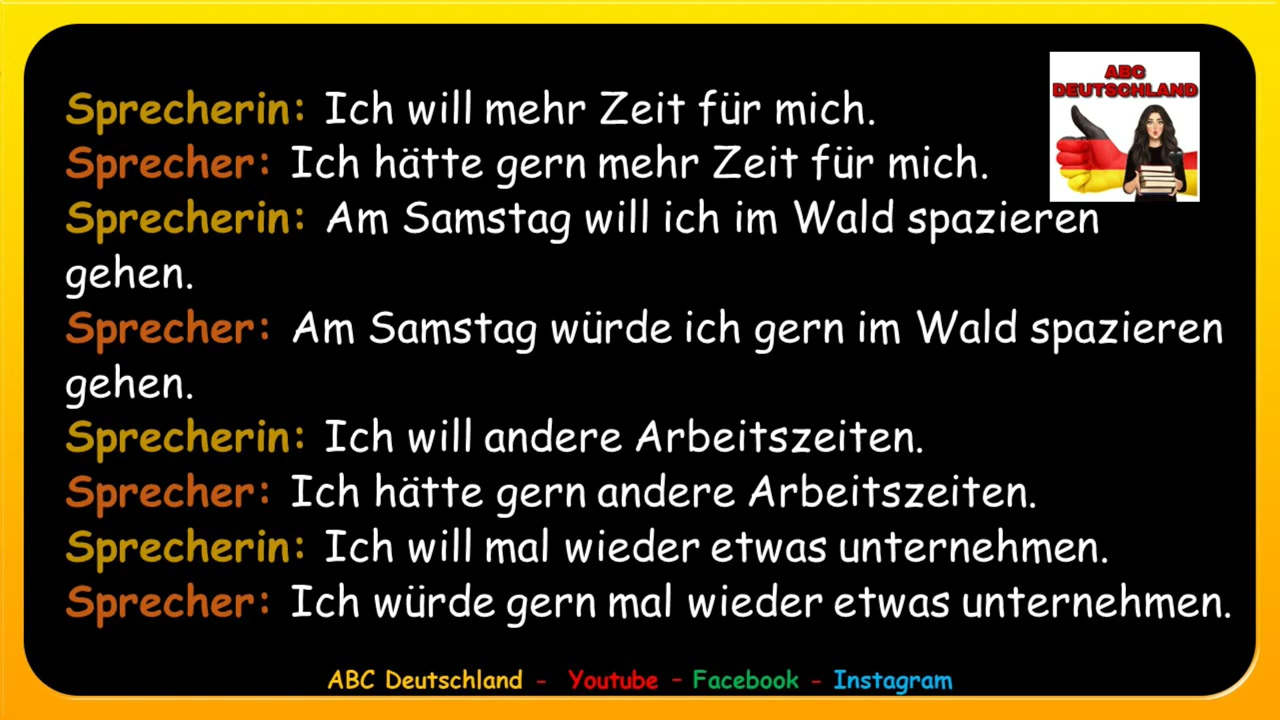 ABC
DEUTSCHLAND
Sprecherin: Ich will mehr Zeit für mich.
Sprecher: Ich hätte gern mehr Zeit für mich.
Sprecherin: Am Samstag will ich im Wald spazieren
gehen.
Sprecher: Am Samstag würde ich gern im Wald spazieren
gehen.
Sprecherin: Ich will andere Arbeitszeiten.
Sprecher: Ich hätte gern andere Arbeitszeiten.
Sprecherin: Ich will mal wieder etwas unternehmen.
Sprecher: Ich würde gern mal wieder etwas unternehmen.
ABC Deutschland - Youtube - Facebook - Instagram